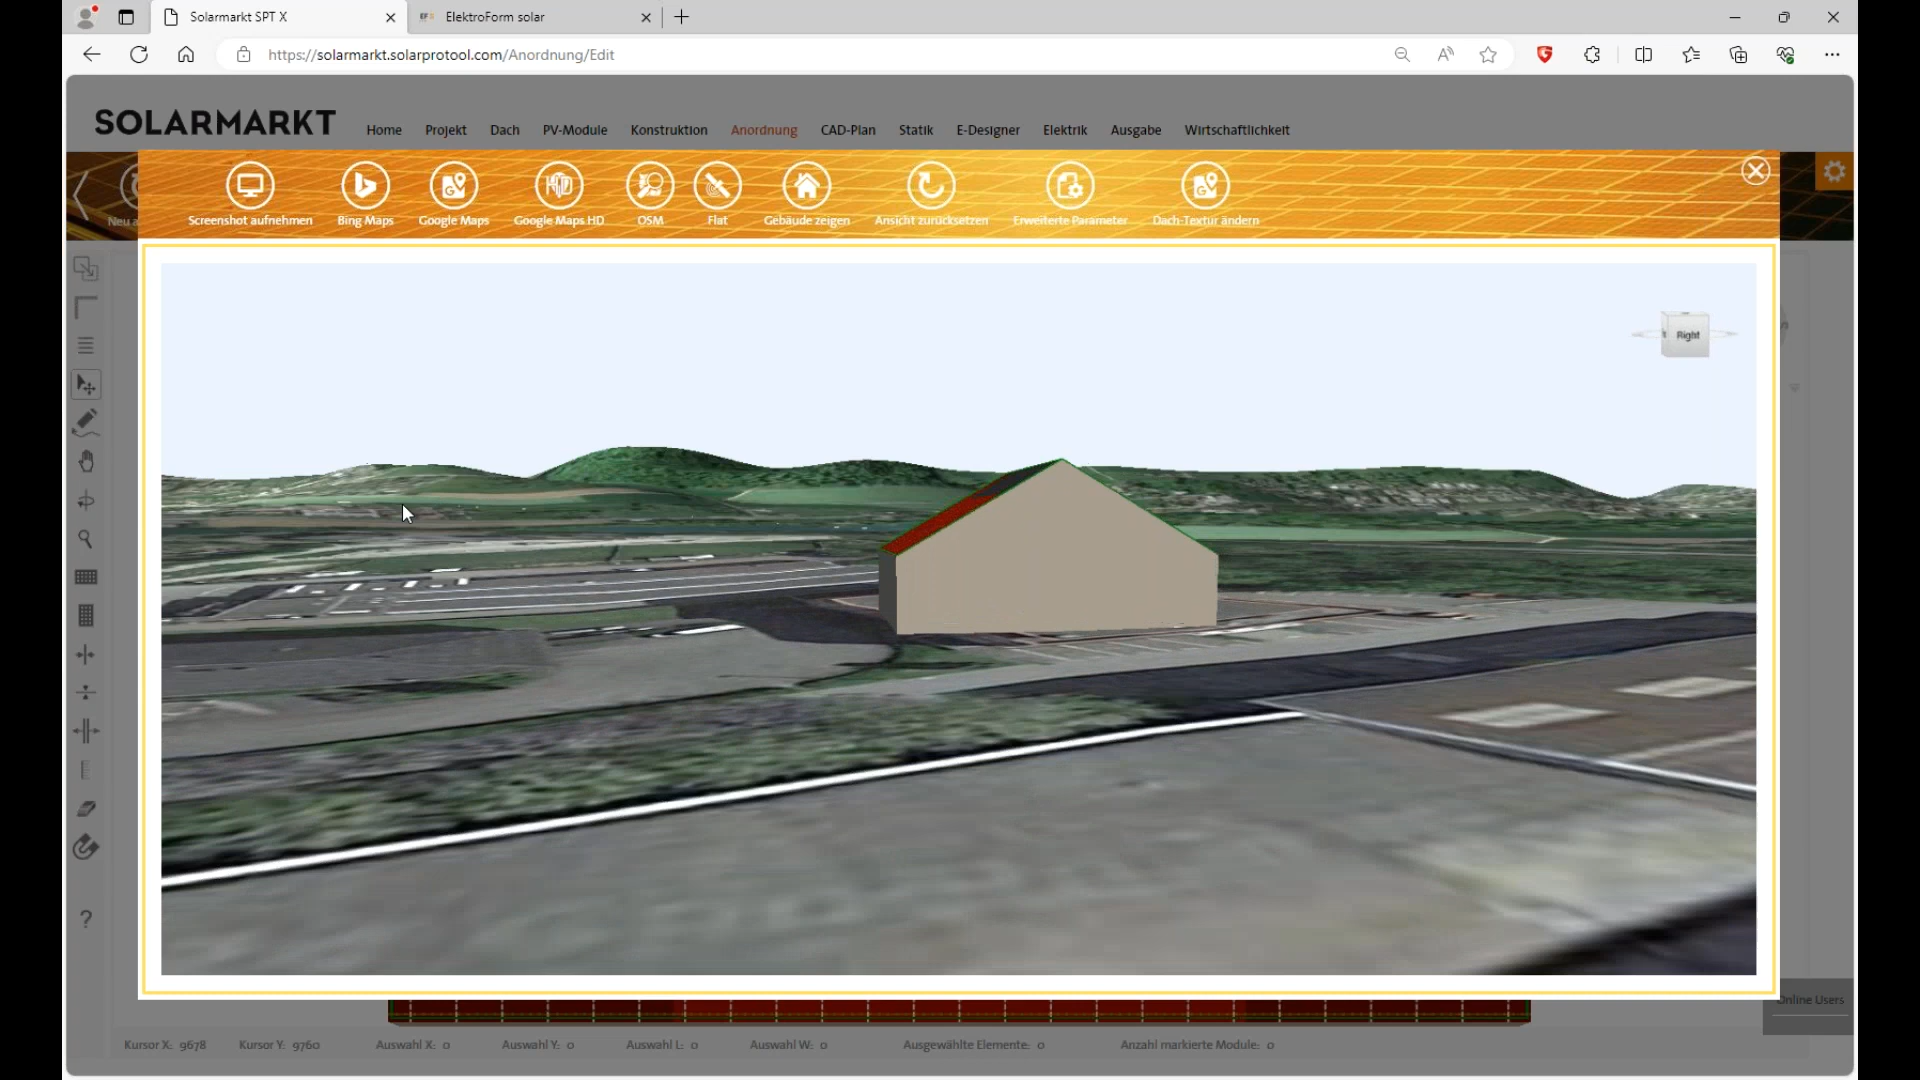 Solarmarkt SPT X
EF
ElektroForm solar
https://solarmarkt.solarprotool.com/Anordnung/Edit
SOLARMARKT
Home Projekt Dach PV-Module Konstruktion Anordnung CAD-Plan Statik E-Designer Elektrik Ausgabe Wirtschaftlichkeit
Neu a
Screenshot aufnehmen Bing Maps Google Maps Google Maps HD OSM Flat Gebäude zeigen Ansicht zurücksetzen Erweiterte Parameter Dach-Textur ändern
Right
Online Users
Kursor X: 9678 Kursor Y: 9760 Auswahl X: 0 Auswahl Y: 0 Auswahl L: 0 Auswahl W: 0 Ausgewählte Elemente: 0 Anzahl markierte Module: 0